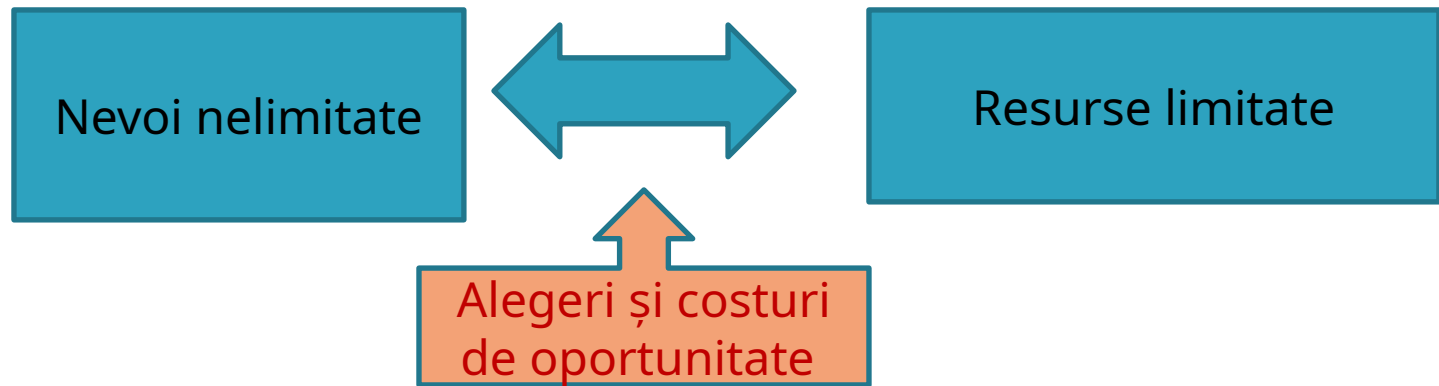 Nevoi nelimitate
Resurse limitate
Alegeri și costuri
de oportunitate